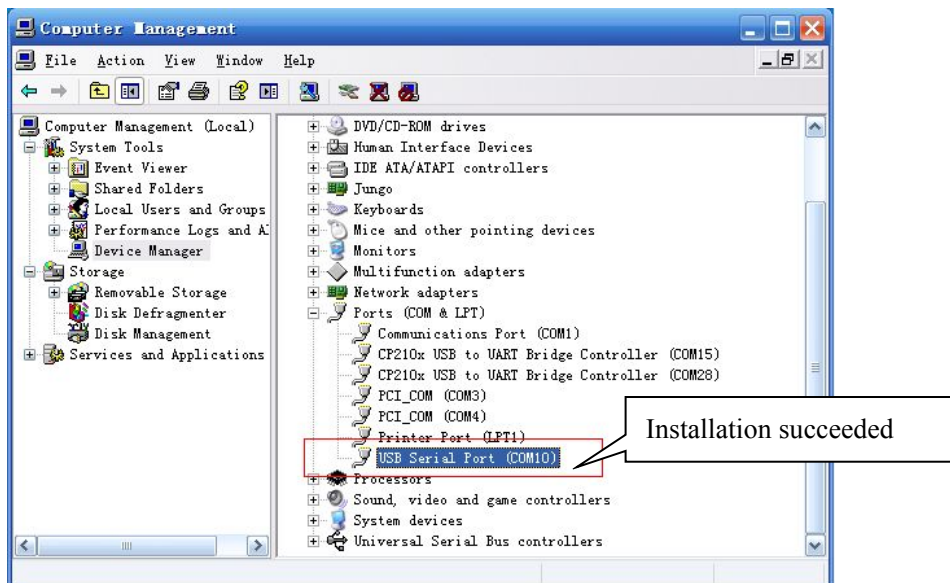 Computer Management
File Action View Window Help
Computer Management (Local)
System Tools
Event Viewer
Shared Folders
Local Users and Groups
Performance Logs and A
Device Manager
Storage
Removable Storage
Disk Defragmenter
Disk Management
Services and Applications
DVD/CD-ROM drives
Human Interface Devices
IDE ATA/ATAPI controllers
Jungo
Keyboards
Mice and other pointing devices
Monitors
Multifunction adapters
Network adapters
Ports (COM & LPT)
Communications Port (COM1)
CP210x USB to UART Bridge Controller (COM15)
CP210x USB to UART Bridge Controller (COM28)
PCI_COM (COM3)
PCI_COM (COM4)
Printer Port (LPT1)
USB Serial Port (COM10)
Processors
Sound, video and game controllers
System devices
Universal Serial Bus controllers
Installation succeeded